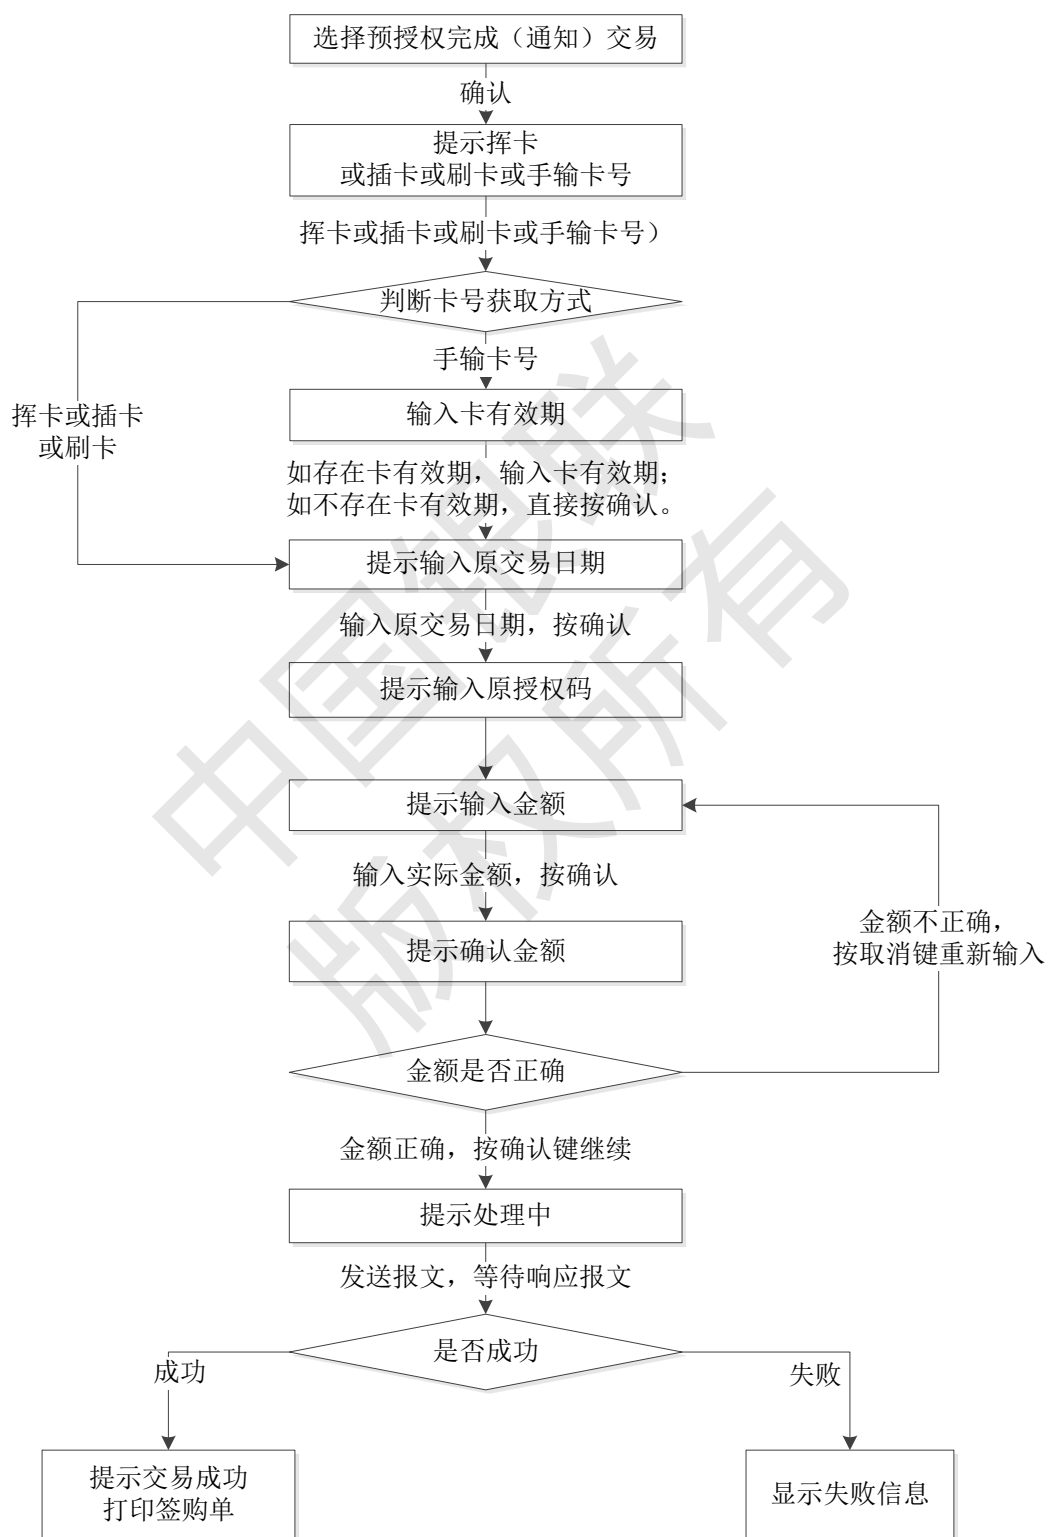 选择预授权完成（通知）交易
确认
提示挥卡
或插卡或刷卡或手输卡号
挥卡或插卡或刷卡或手输卡号）
判断卡号获取方式
手输卡号
挥卡或插卡
或刷卡
输入卡有效期
如存在卡有效期，输入卡有效期；
如不存在卡有效期，直接按确认。
提示输入原交易日期
输入原交易日期，按确认
提示输入原授权码
提示输入金额
输入实际金额，按确认
金额不正确，
按取消键重新输入
提示确认金额
金额是否正确
金额正确，按确认键继续
提示处理中
发送报文，等待响应报文
是否成功
成功
失败
提示交易成功
打印签购单
显示失败信息
中国银联
版权所有